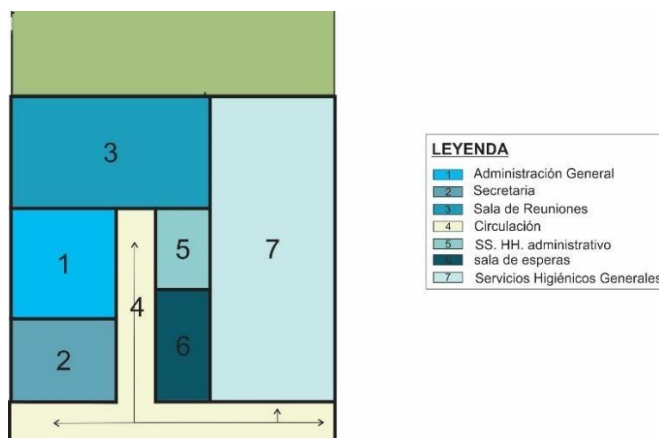 3
1
5
7
4
2
6
LEYENDA
1 Administración General
2 Secretaria
3 Sala de Reuniones
4 Circulación
5 SS. HH. administrativo
6 sala de esperas
7 Servicios Higiénicos Generales